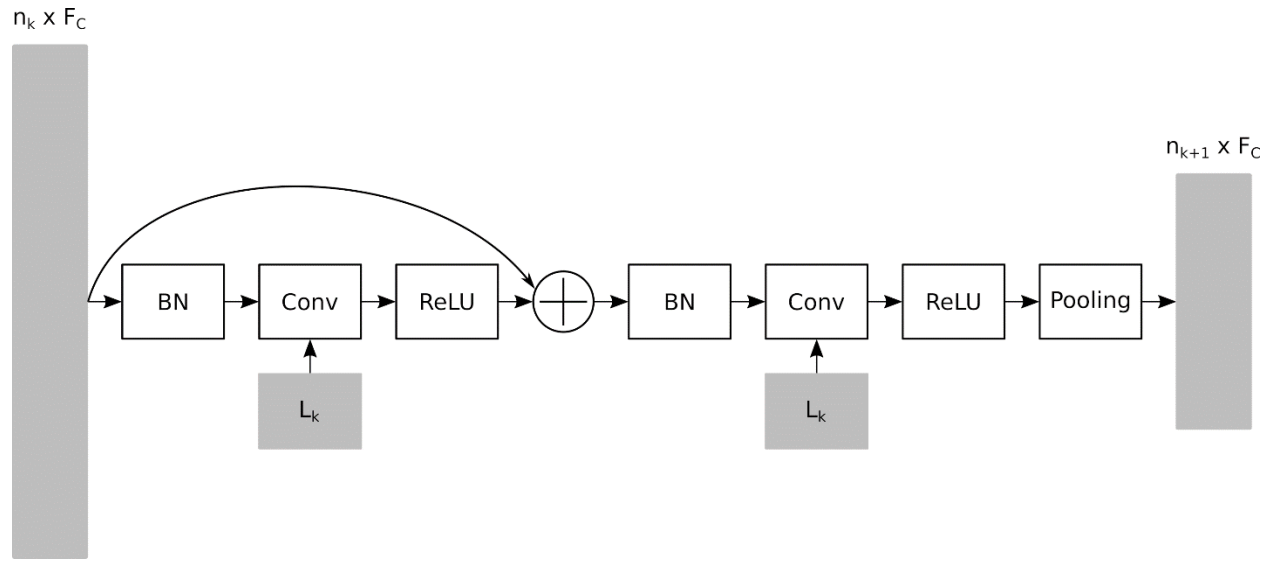 n_k x F_C
n_{k+1} x F_C
BN
Conv
ReLU
BN
Conv
ReLU
Pooling
L_k
L_k